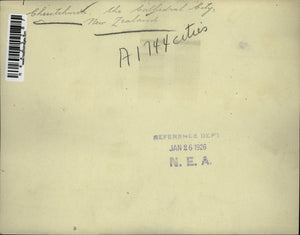 Christchurch, the Cathedral City,
New Zealand
A1744 cities
REFERENCE DEPT
JAN 26 1926
N. E. A.